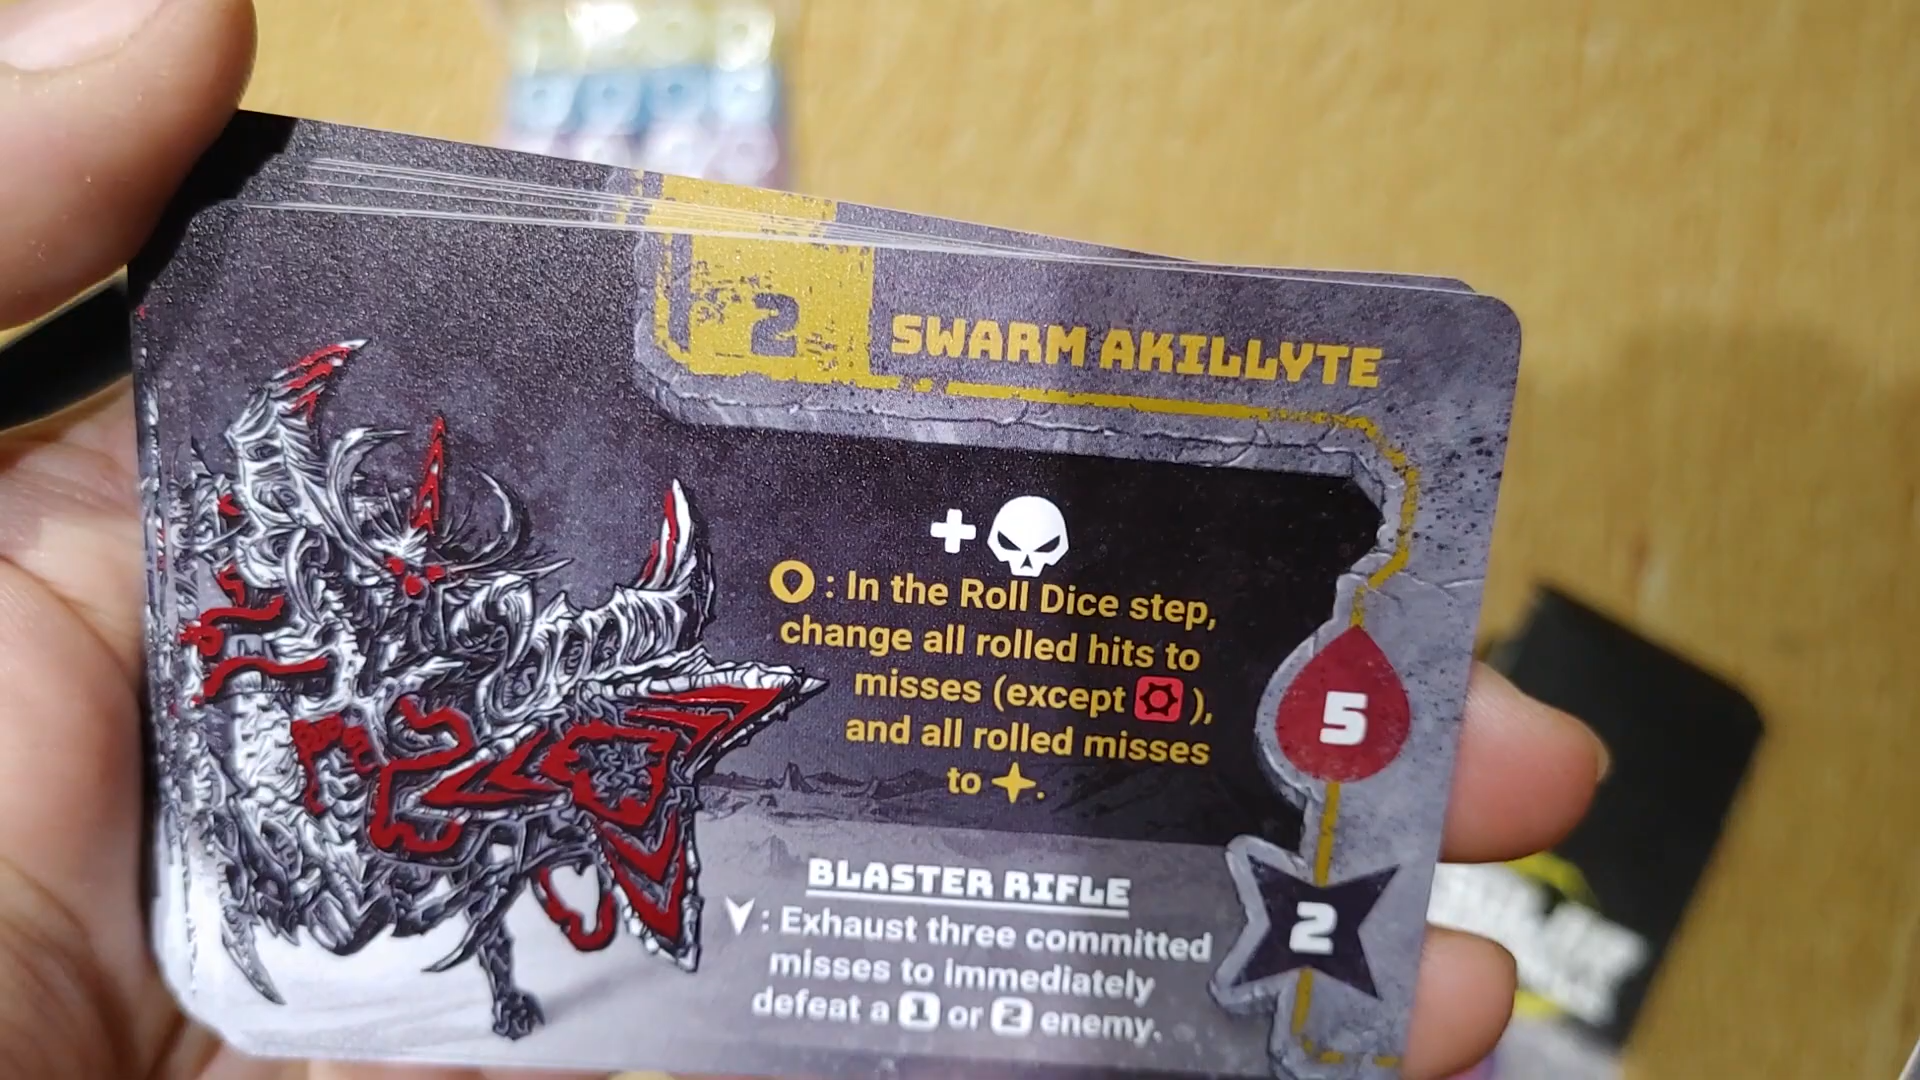 2
SWARM AKILLYTE
+
: In the Roll Dice step,
change all rolled hits to
misses (except ),
and all rolled misses
to .
5
BLASTER RIFLE
: Exhaust three committed
misses to immediately
defeat a 1 or 2 enemy.
2